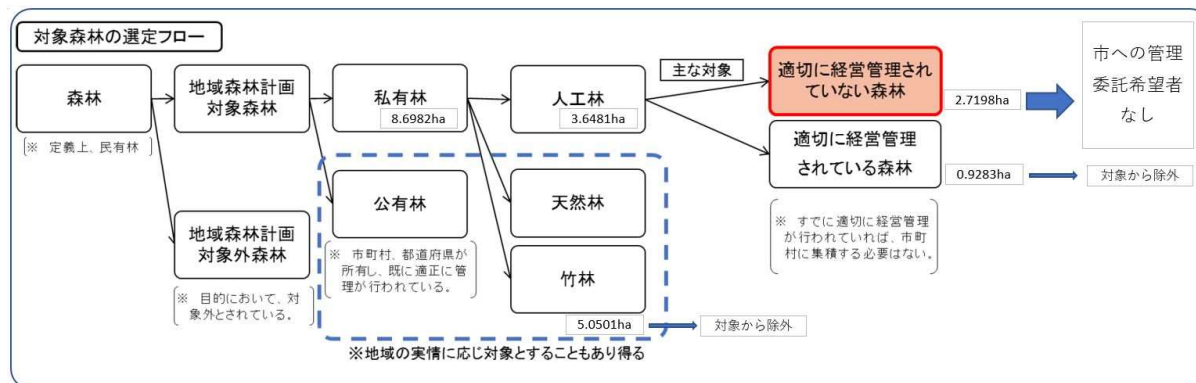 対象森林の選定フロー
森林
※ 定義上、民有林
地域森林計画
対象森林
地域森林計画
対象外森林
※ 目的において、対
象外とされている。
私有林
8.6982ha
公有林
※ 市町村、都道府県が
所有し、既に適正に管
理が行われている。
人工林
3.6481ha
天然林
竹林
5.0501ha
対象から除外
※地域の実情に応じ対象とすることもあり得る
主な対象
適切に経営管理され
ていない森林
2.7198ha
市への管理
委託希望者
なし
適切に経営管理
されている森林
0.9283ha
対象から除外
※ すでに適切に経営管理
が行われていれば、市町
村に集積する必要はない。